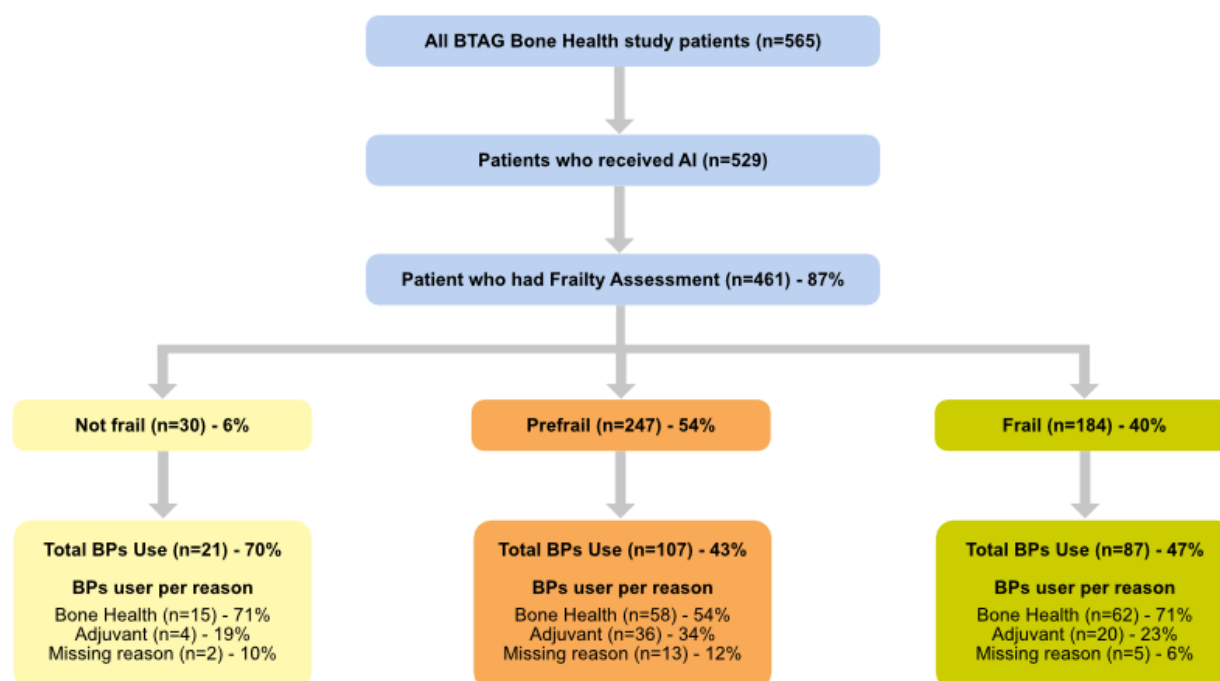 All BTAG Bone Health study patients (n=565)
Patients who received AI (n=529)
Patient who had Frailty Assessment (n=461) - 87%
Not frail (n=30) - 6%
Prefrail (n=247) - 54%
Frail (n=184) - 40%
Total BPs Use (n=21) - 70%
BPs user per reason
Bone Health (n=15) - 71%
Adjuvant (n=4) - 19%
Missing reason (n=2) - 10%
Total BPs Use (n=107) - 43%
BPs user per reason
Bone Health (n=58) - 54%
Adjuvant (n=36) - 34%
Missing reason (n=13) - 12%
Total BPs Use (n=87) - 47%
BPs user per reason
Bone Health (n=62) - 71%
Adjuvant (n=20) - 23%
Missing reason (n=5) - 6%